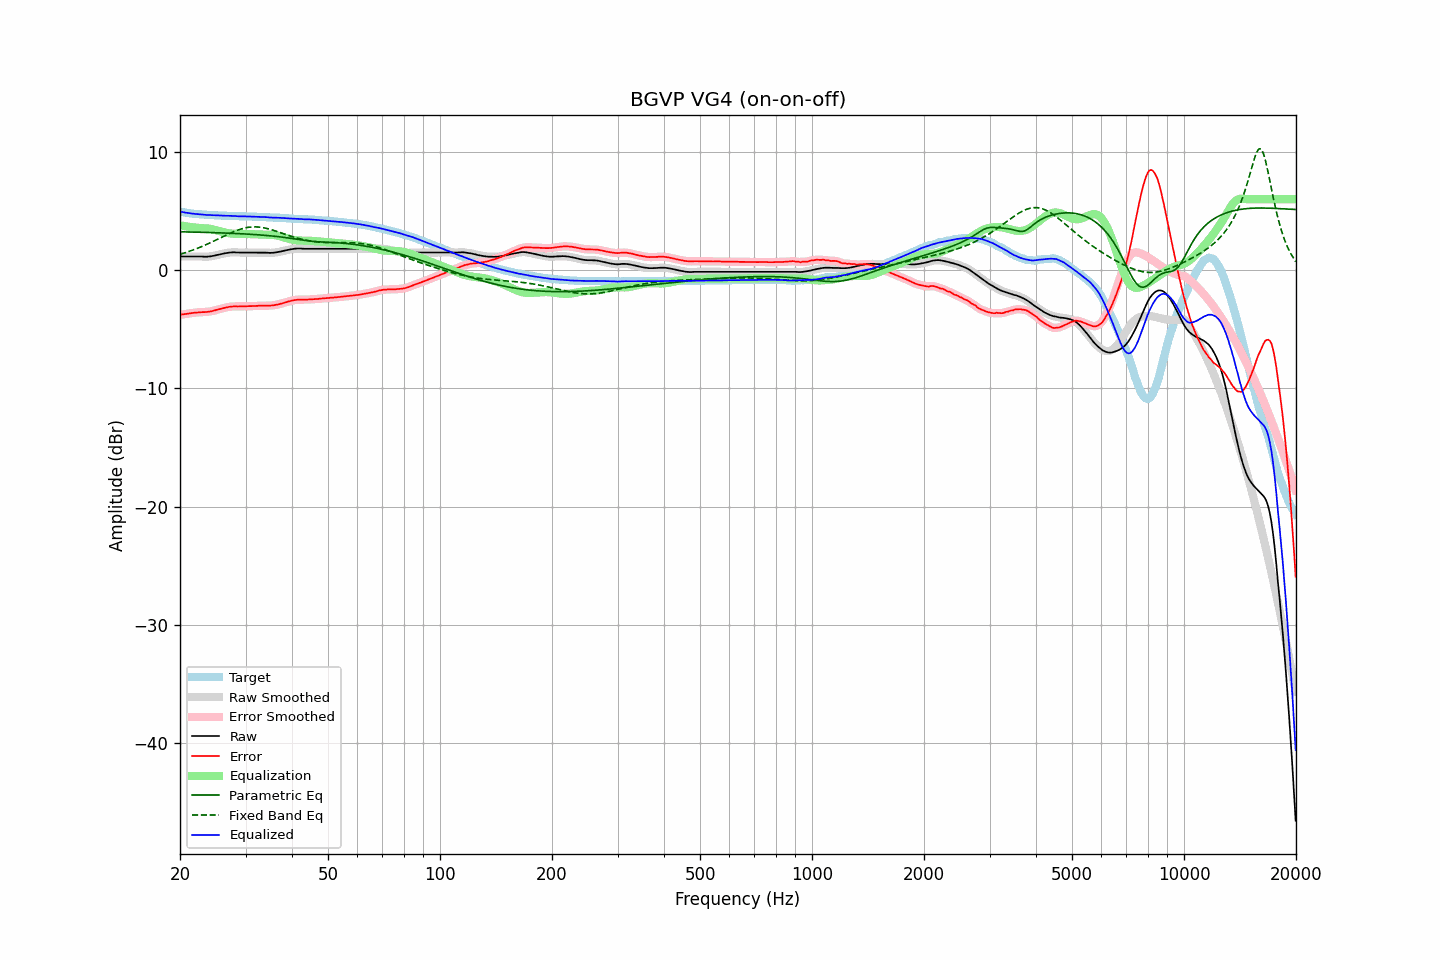 BGVP VG4 (on-on-off)
10
0
−10
−20
−30
−40
Amplitude (dBr)
Target
Raw Smoothed
Error Smoothed
Raw
Error
Equalization
Parametric Eq
Fixed Band Eq
Equalized
20 50 100 200 500 1000 2000 5000 10000 20000
Frequency (Hz)